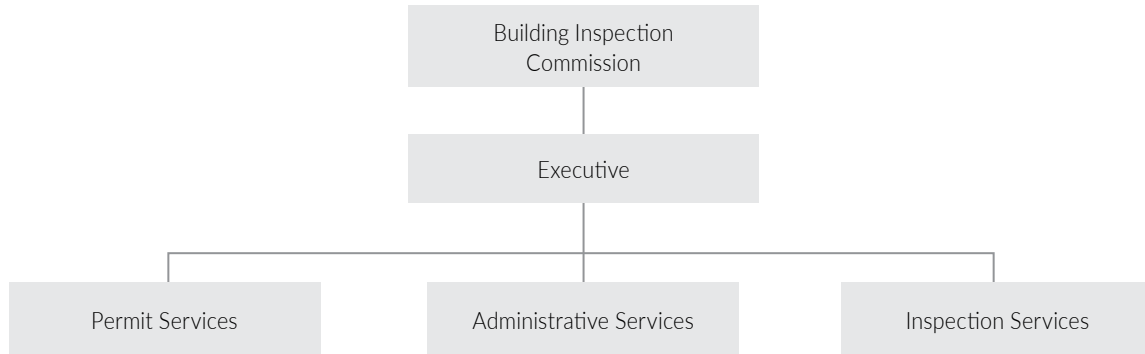 Building Inspection
Commission
Executive
Permit Services
Administrative Services
Inspection Services